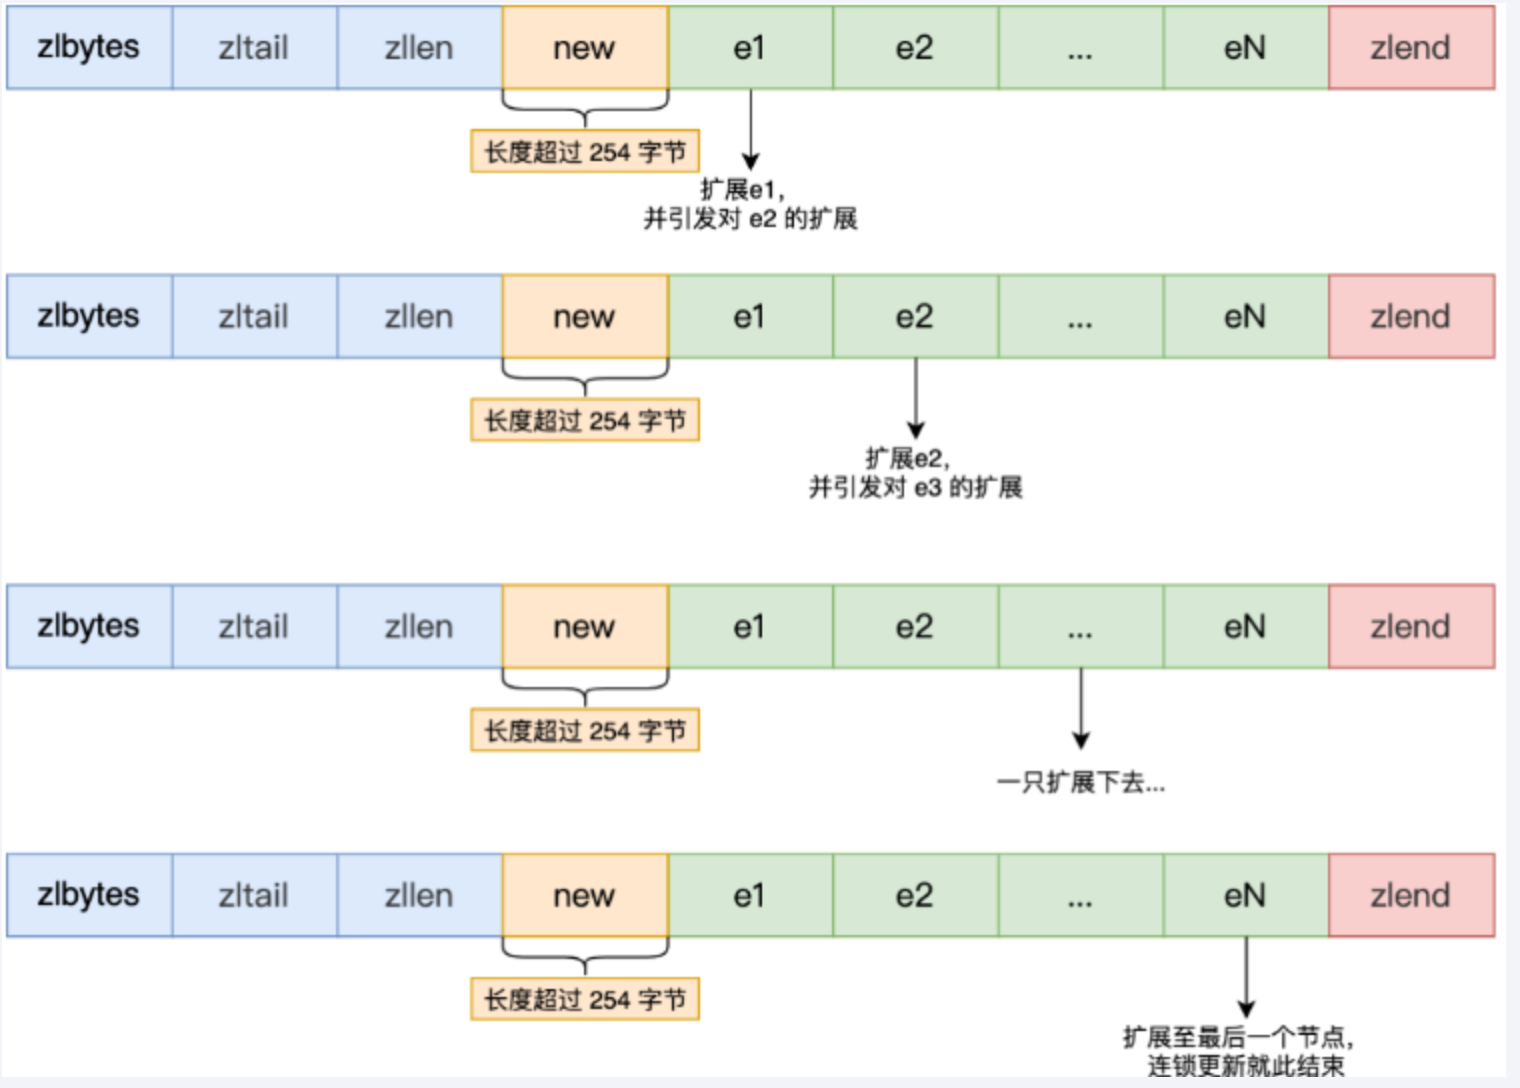 zlbytes zltail zllen new e1 e2 ... eN zlend
长度超过 254 字节
扩展e1，
并引发对 e2 的扩展
zlbytes zltail zllen new e1 e2 ... eN zlend
长度超过 254 字节
扩展e2，
并引发对 e3 的扩展
zlbytes zltail zllen new e1 e2 ... eN zlend
长度超过 254 字节
一只扩展下去...
zlbytes zltail zllen new e1 e2 ... eN zlend
长度超过 254 字节
扩展至最后一个节点，
连锁更新就此结束